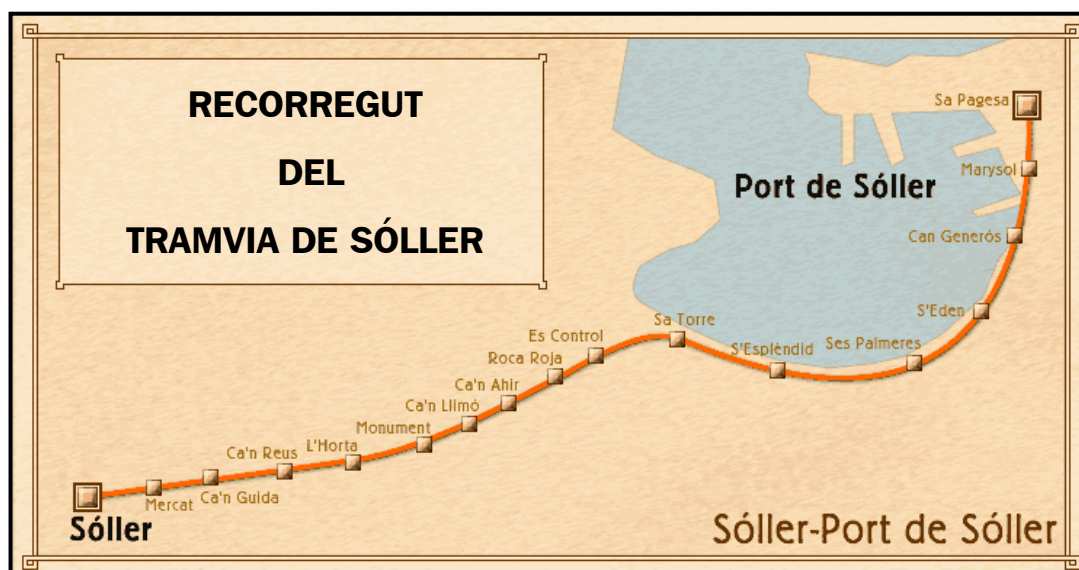 RECORREGUT
DEL
TRAMVIA DE SÓLLER
Sa Pagesa
Marysol
Port de Sóller
Can Generós
S'Eden
Sa Torre
Es Control
S'Esplèndid
Ses Palmeres
Roca Roja
Ca'n Ahir
Ca'n Llimó
Monument
L'Horta
Ca'n Reus
Ca'n Guida
Mercat
Sóller
Sóller-Port de Sóller